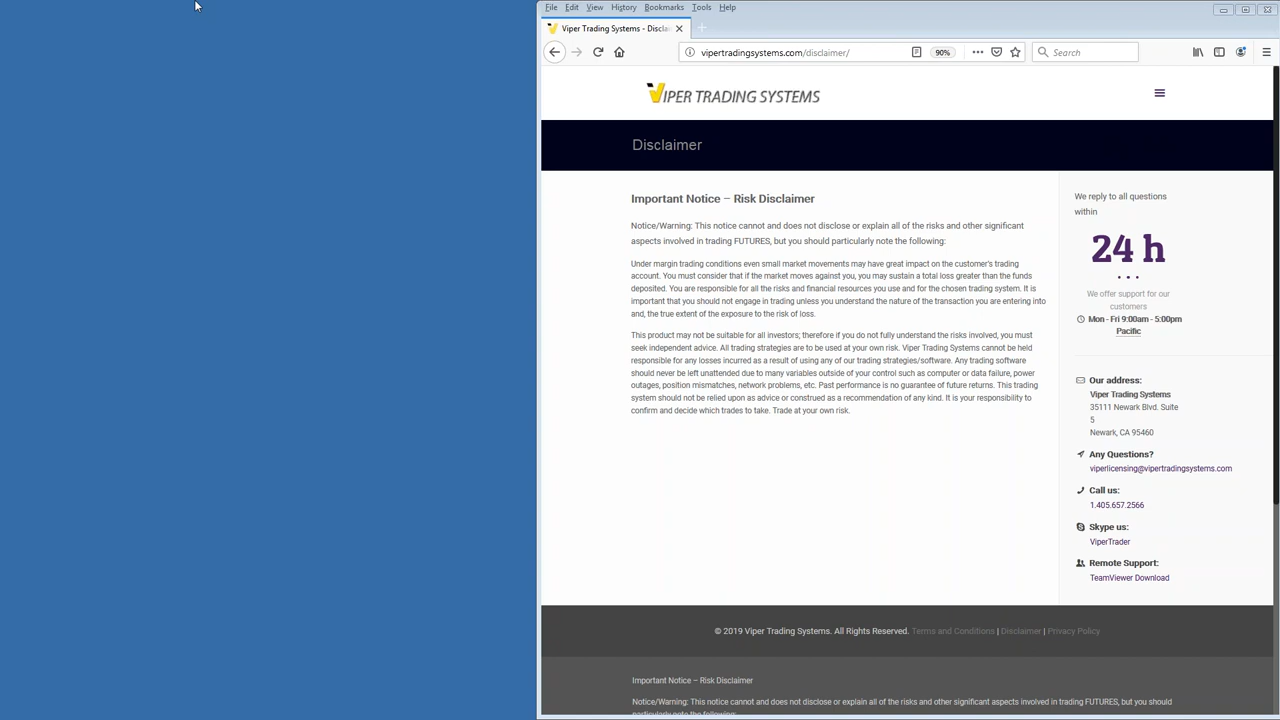 File Edit View History Bookmarks Tools Help
Viper Trading Systems - Discla
vipertradingsystems.com/disclaimer/
90%
Search
VIPER TRADING SYSTEMS
Disclaimer
Important Notice – Risk Disclaimer
Notice/Warning: This notice cannot and does not disclose or explain all of the risks and other significant
aspects involved in trading FUTURES, but you should particularly note the following:
Under margin trading conditions even small market movements may have great impact on the customer's trading
account. You must consider that if the market moves against you, you may sustain a total loss greater than the funds
deposited. You are responsible for all the risks and financial resources you use and for the chosen trading system. It is
important that you should not engage in trading unless you understand the nature of the transaction you are entering into
and, the true extent of the exposure to the risk of loss.
This product may not be suitable for all investors; therefore if you do not fully understand the risks involved, you must
seek independent advice. All trading strategies are to be used at your own risk. Viper Trading Systems cannot be held
responsible for any losses incurred as a result of using any of our trading strategies/software. Any trading software
should never be left unattended due to many variables outside of your control such as computer or data failure, power
outages, position mismatches, network problems, etc. Past performance is no guarantee of future returns. This trading
system should not be relied upon as advice or construed as a recommendation of any kind. It is your responsibility to
confirm and decide which trades to take. Trade at your own risk.
We reply to all questions
within
24 h
We offer support for our
customers
Mon - Fri 9:00am - 5:00pm
Pacific
Our address:
Viper Trading Systems
35111 Newark Blvd. Suite
5
Newark, CA 95460
Any Questions?
viperlicensing@vipertradingsystems.com
Call us:
1.405.657.2566
Skype us:
ViperTrader
Remote Support:
TeamViewer Download
© 2019 Viper Trading Systems. All Rights Reserved. Terms and Conditions | Disclaimer | Privacy Policy
Important Notice – Risk Disclaimer
Notice/Warning: This notice cannot and does not disclose or explain all of the risks and other significant aspects involved in trading FUTURES, but you should
particularly note the following: